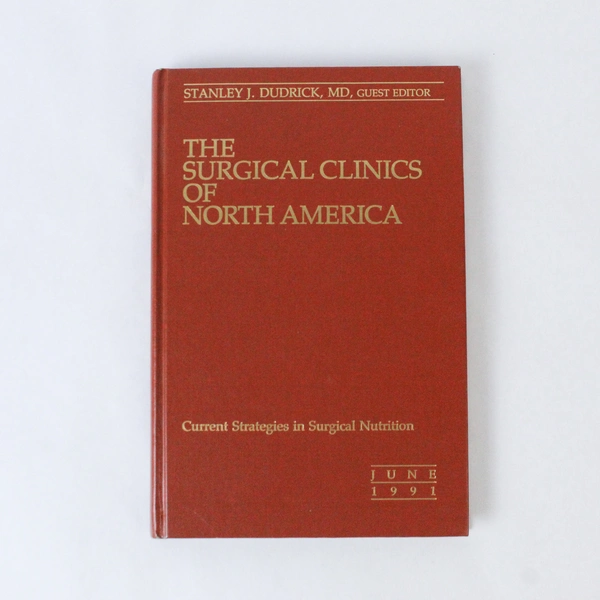 STANLEY J. DUDRICK, MD, GUEST EDITOR
THE
SURGICAL CLINICS
OF
NORTH AMERICA
Current Strategies in Surgical Nutrition
JUNE
1991